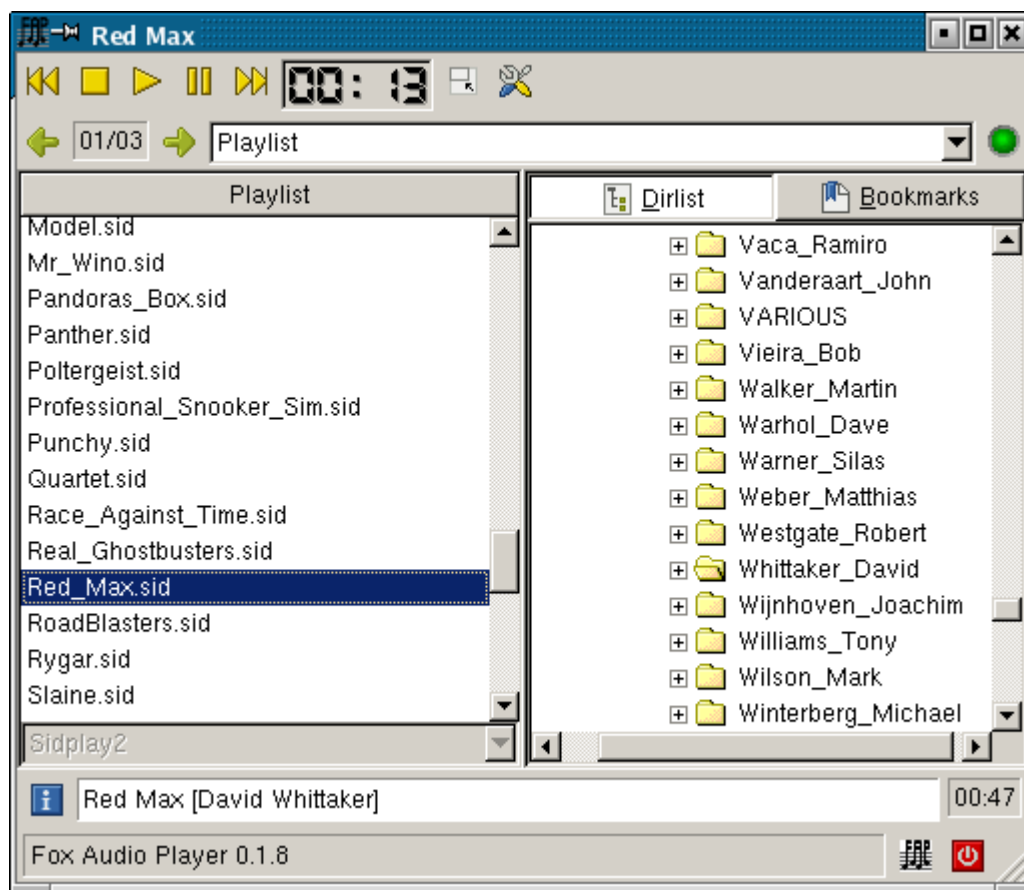 Red Max
00:13
01/03 Playlist
Playlist
Model.sid
Mr_Wino.sid
Pandoras_Box.sid
Panther.sid
Poltergeist.sid
Professional_Snooker_Sim.sid
Punchy.sid
Quartet.sid
Race_Against_Time.sid
Real_Ghostbusters.sid
Red_Max.sid
RoadBlasters.sid
Rygar.sid
Slaine.sid
Sidplay2
Dirlist Bookmarks
Vaca_Ramiro
Vanderaart_John
VARIOUS
Vieira_Bob
Walker_Martin
Warhol_Dave
Warner_Silas
Weber_Matthias
Westgate_Robert
Whittaker_David
Wijnhoven_Joachim
Williams_Tony
Wilson_Mark
Winterberg_Michael
Red Max [David Whittaker] 00:47
Fox Audio Player 0.1.8